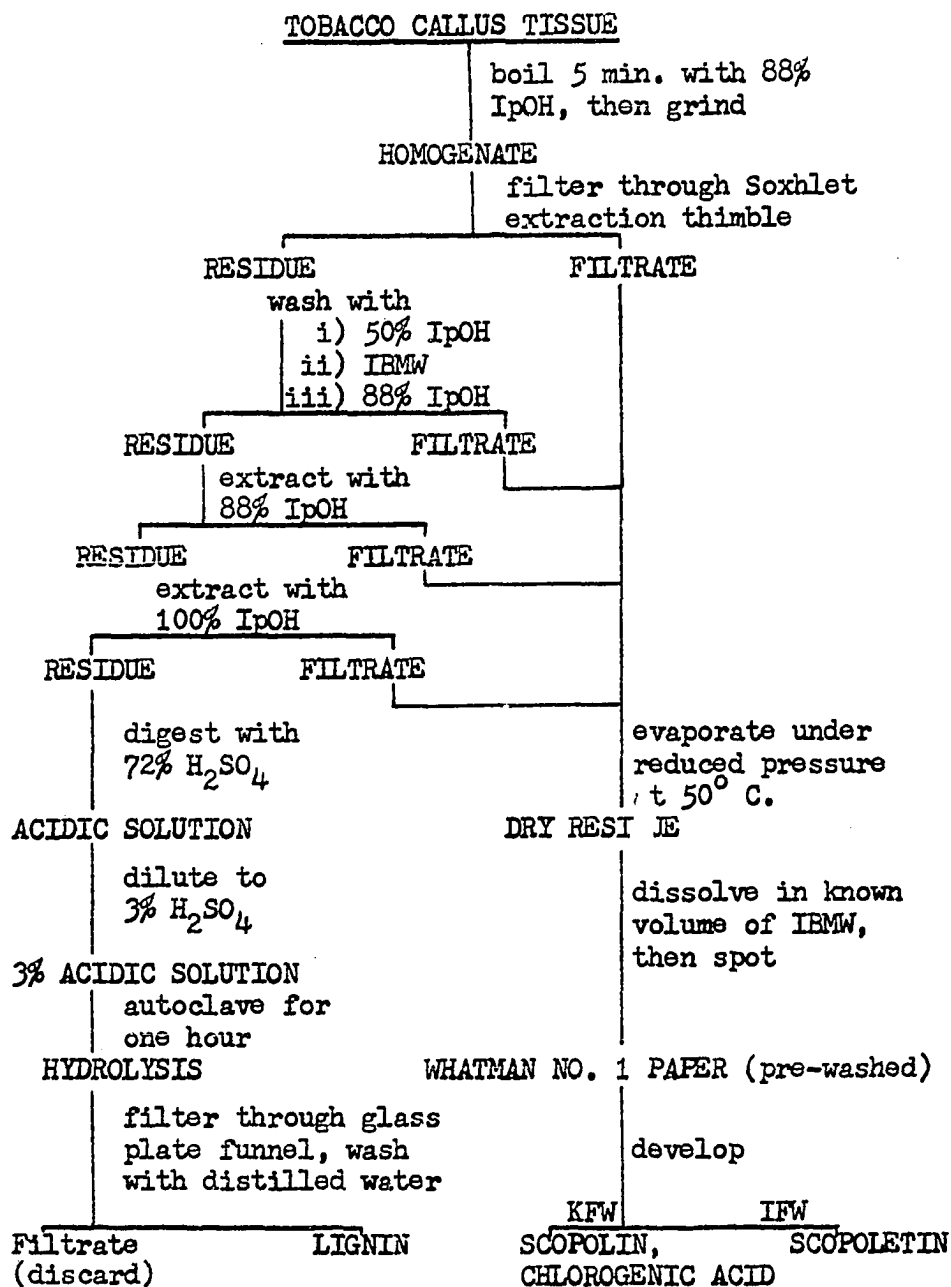 TOBACCO CALLUS TISSUE
boil 5 min. with 88%
IpOH, then grind
HOMOGENATE
filter through Soxhlet
extraction thimble
RESIDUE FILTRATE
wash with
i) 50% IpOH
ii) IBMW
iii) 88% IpOH
RESIDUE FILTRATE
extract with
88% IpOH
RESIDUE FILTRATE
extract with
100% IpOH
RESIDUE FILTRATE
digest with
72% H₂SO₄
evaporate under
reduced pressure
t 50° C.
ACIDIC SOLUTION DRY RESI
dilute to
3% H₂SO₄
dissolve in known
volume of IBMW,
then spot
3% ACIDIC SOLUTION
autoclave for
one hour
HYDROLYSIS WHATMAN NO. 1 PAPER (pre-washed)
filter through glass
plate funnel, wash
with distilled water
develop
KFW IFW
Filtrate
(discard)
LIGNIN
SCOPOLIN,
CHLOROGENIC ACID
SCOPOLETIN